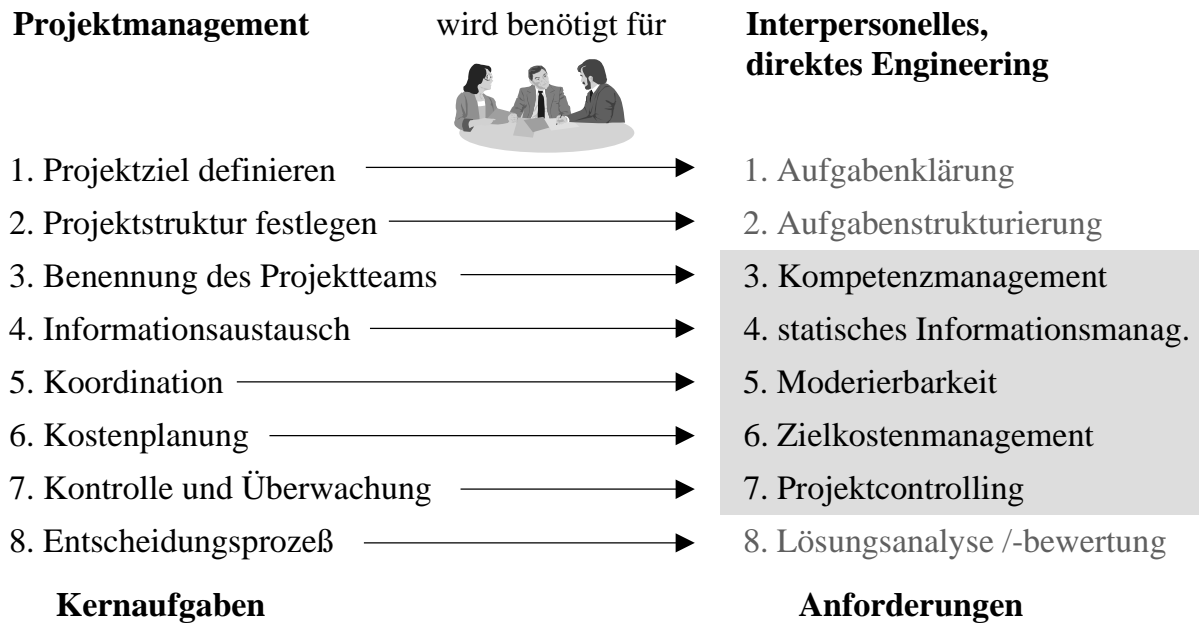 Projektmanagement wird benötigt für Interpersonelles,
direktes Engineering
1. Projektziel definieren 1. Aufgabenklärung
2. Projektstruktur festlegen 2. Aufgabenstrukturierung
3. Benennung des Projektteams 3. Kompetenzmanagement
4. Informationsaustausch 4. statisches Informationsmanag.
5. Koordination 5. Moderierbarkeit
6. Kostenplanung 6. Zielkostenmanagement
7. Kontrolle und Überwachung 7. Projektcontrolling
8. Entscheidungsprozeß 8. Lösungsanalyse /-bewertung
Kernaufgaben Anforderungen